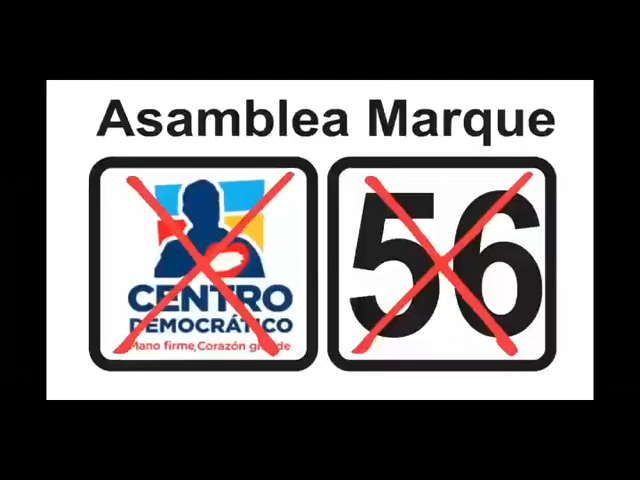 Asamblea Marque
CENTRO
DEMOCRÁTICO
Mano firme, Corazón grande
56